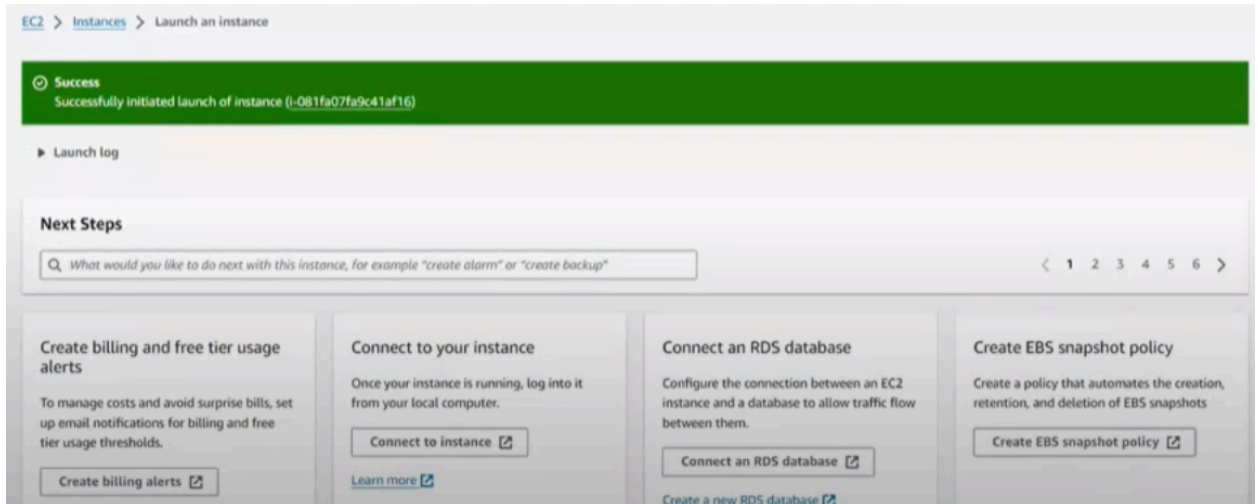 EC2 > Instances > Launch an instance
Success
Successfully initiated launch of instance (i-081fa07fa9c41af16)
Launch log
Next Steps
What would you like to do next with this instance, for example "create alarm" or "create backup"
1 2 3 4 5 6
Create billing and free tier usage
alerts
To manage costs and avoid surprise bills, set
up email notifications for billing and free
tier usage thresholds.
Create billing alerts
Connect to your instance
Once your instance is running, log into it
from your local computer.
Connect to instance
Learn more
Connect an RDS database
Configure the connection between an EC2
instance and a database to allow traffic flow
between them.
Connect an RDS database
Create a new RDS database
Create EBS snapshot policy
Create a policy that automates the creation,
retention, and deletion of EBS snapshots
Create EBS snapshot policy